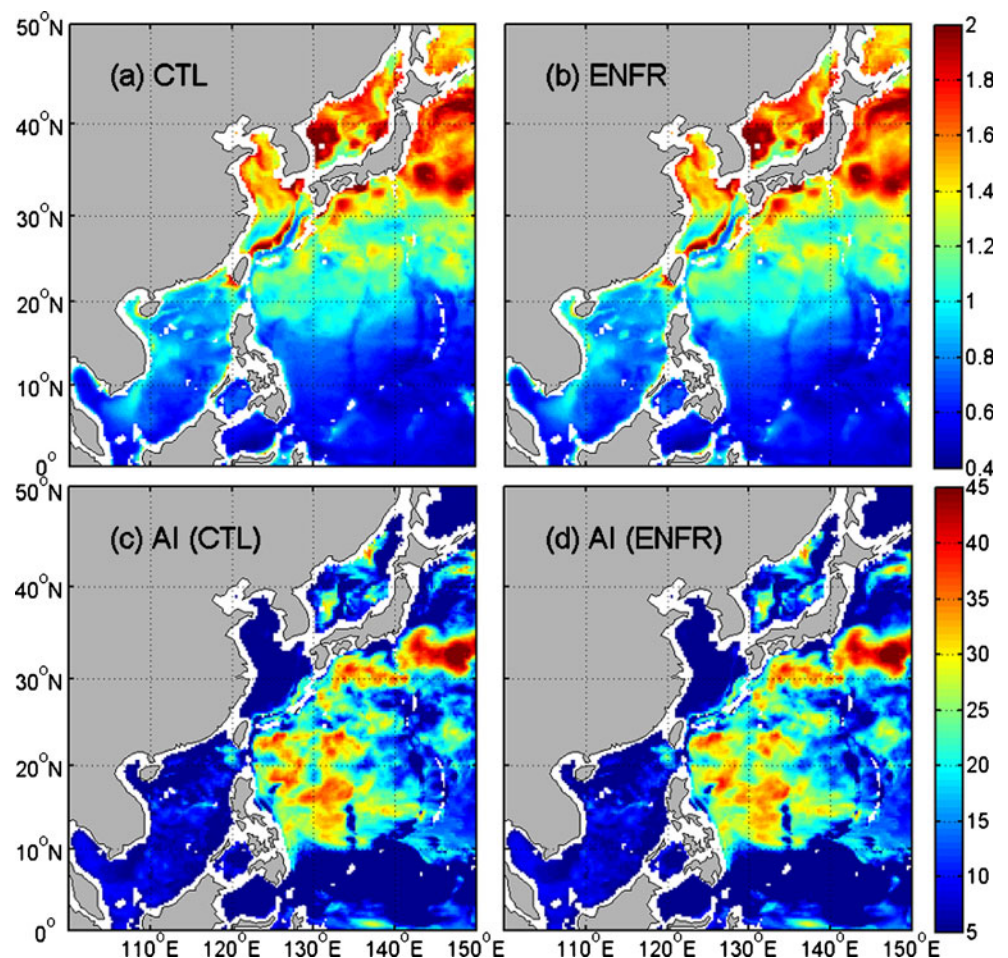 50°N
40°N
30°N
20°N
10°N
0°
(a) CTL
(b) ENFR
2
1.8
1.6
1.4
1.2
1
0.8
0.6
0.4
50°N
40°N
30°N
20°N
10°N
0°
(c) AI (CTL)
(d) AI (ENFR)
45
40
35
30
25
20
15
10
5
110°E 120°E 130°E 140°E 150°E
110°E 120°E 130°E 140°E 150°E